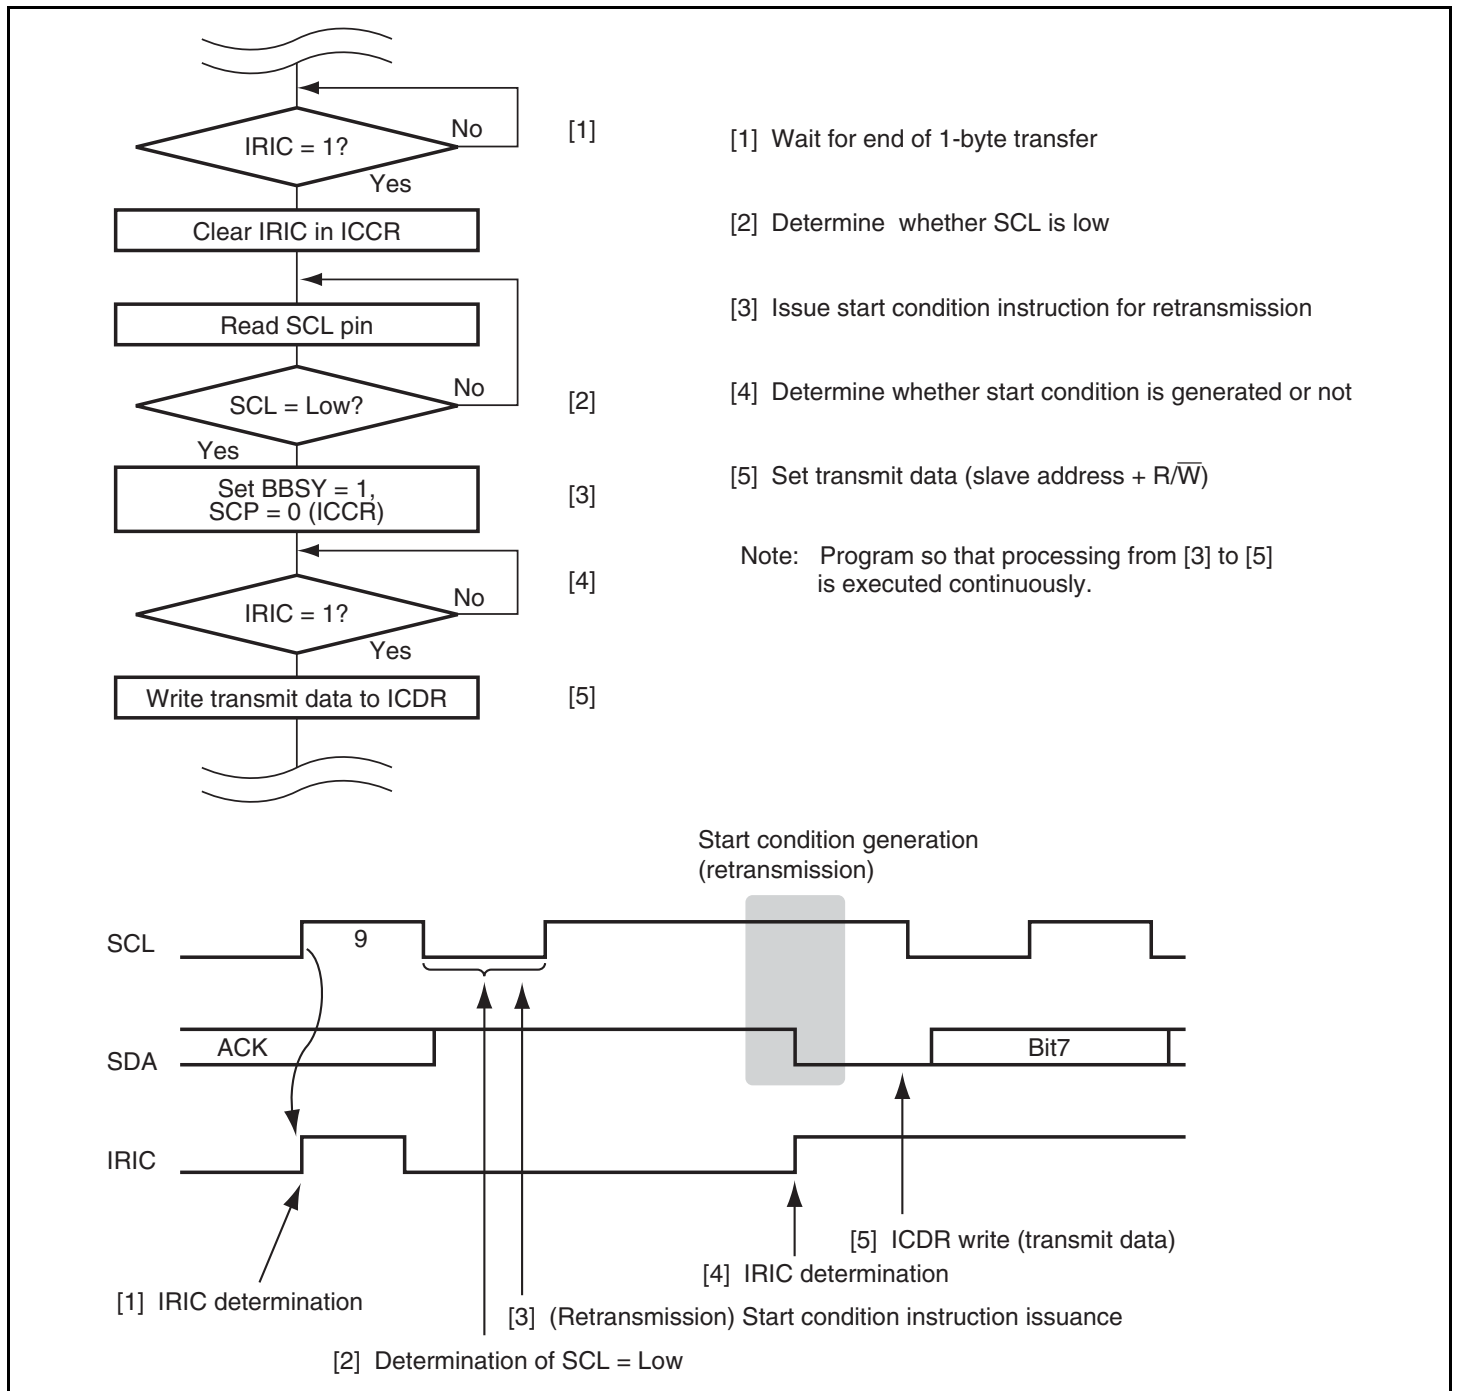 IRIC = 1?
No
[1]
Yes
Clear IRIC in ICCR
Read SCL pin
SCL = Low?
No
[2]
Yes
Set BBSY = 1,
SCP = 0 (ICCR)
[3]
IRIC = 1?
No
[4]
Yes
Write transmit data to ICDR
[5]
[1] Wait for end of 1-byte transfer
[2] Determine whether SCL is low
[3] Issue start condition instruction for retransmission
[4] Determine whether start condition is generated or not
[5] Set transmit data (slave address + R/W̅)
Note: Program so that processing from [3] to [5]
is executed continuously.
Start condition generation
(retransmission)
SCL
9
SDA
ACK
Bit7
IRIC
[5] ICDR write (transmit data)
[4] IRIC determination
[1] IRIC determination
[3] (Retransmission) Start condition instruction issuance
[2] Determination of SCL = Low